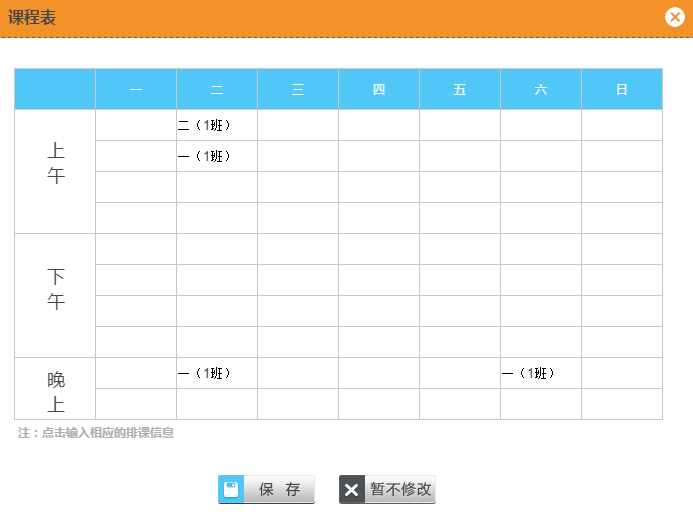 课程表
一 二 三 四 五 六 日
上午
二（1班）
一（1班）
下午
晚上
一（1班） 一（1班）
注：点击输入相应的排课信息
保 存 暂不修改